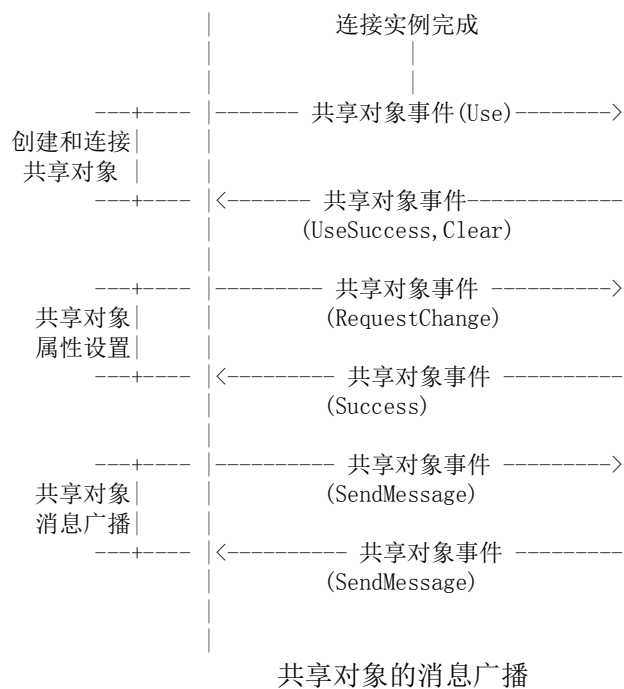 连接实例完成
共享对象事件(Use)
创建和连接
共享对象
共享对象事件
(UseSuccess,Clear)
共享对象事件
共享对象
(RequestChange)
属性设置
共享对象事件
(Success)
共享对象事件
共享对象
(SendMessage)
消息广播
共享对象事件
(SendMessage)
共享对象的消息广播